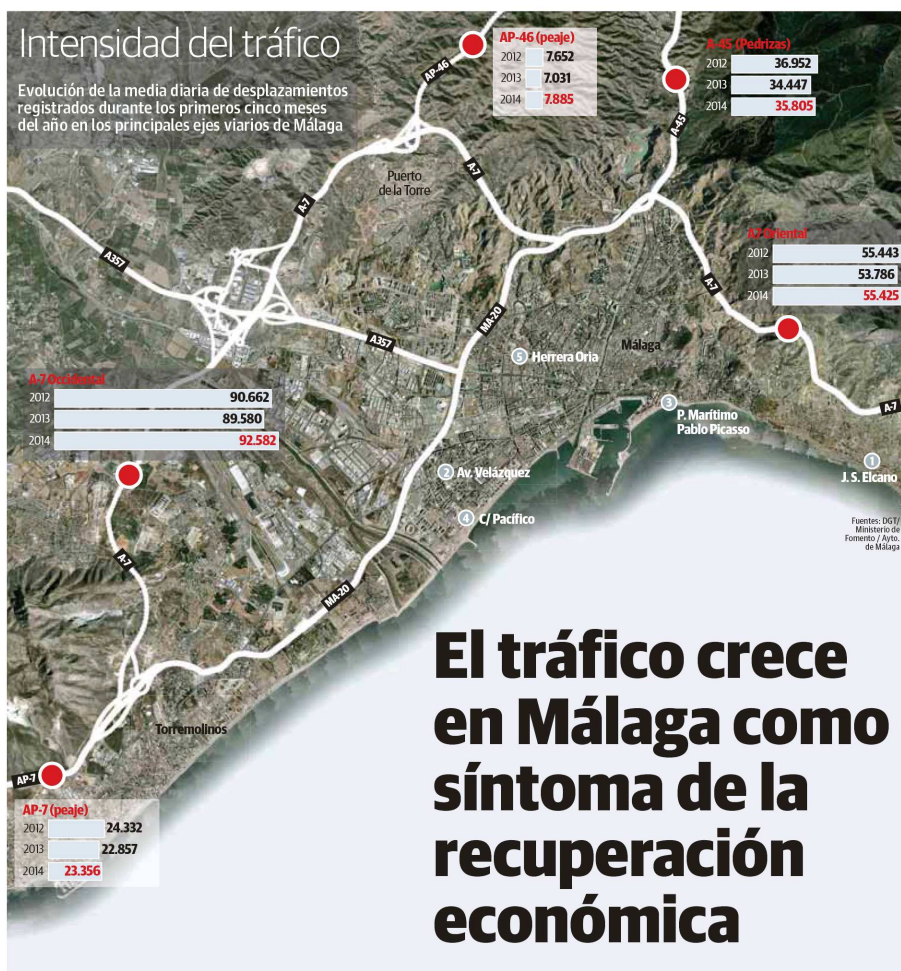 Intensidad del tráfico
Evolución de la media diaria de desplazamientos
registrados durante los primeros cinco meses
del año en los principales ejes viarios de Málaga
AP-46 (peaje)
2012 7.652
2013 7.031
2014 7.885
A-45 (Pedrizas)
2012 36.952
2013 34.447
2014 35.805
AP-46
A-45
Puerto
de la Torre
A-7
A-7
A7 Oriental
2012 55.443
2013 53.786
2014 55.425
A357
A-7
MA-20
A357
Málaga
5 Herrera Oria
A-7 Occidental
2012 90.662
2013 89.580
2014 92.582
3
P. Marítimo
Pablo Picasso
A-7
2 Av. Velázquez
1
J. S. Elcano
4 C/ Pacífico
Fuentes: DGT/
Ministerio de
Fomento / Ayto.
de Málaga
A-7
MA-20
Torremolinos
AP-7
AP-7 (peaje)
2012 24.332
2013 22.857
2014 23.356
El tráfico crece
en Málaga como
síntoma de la
recuperación
económica